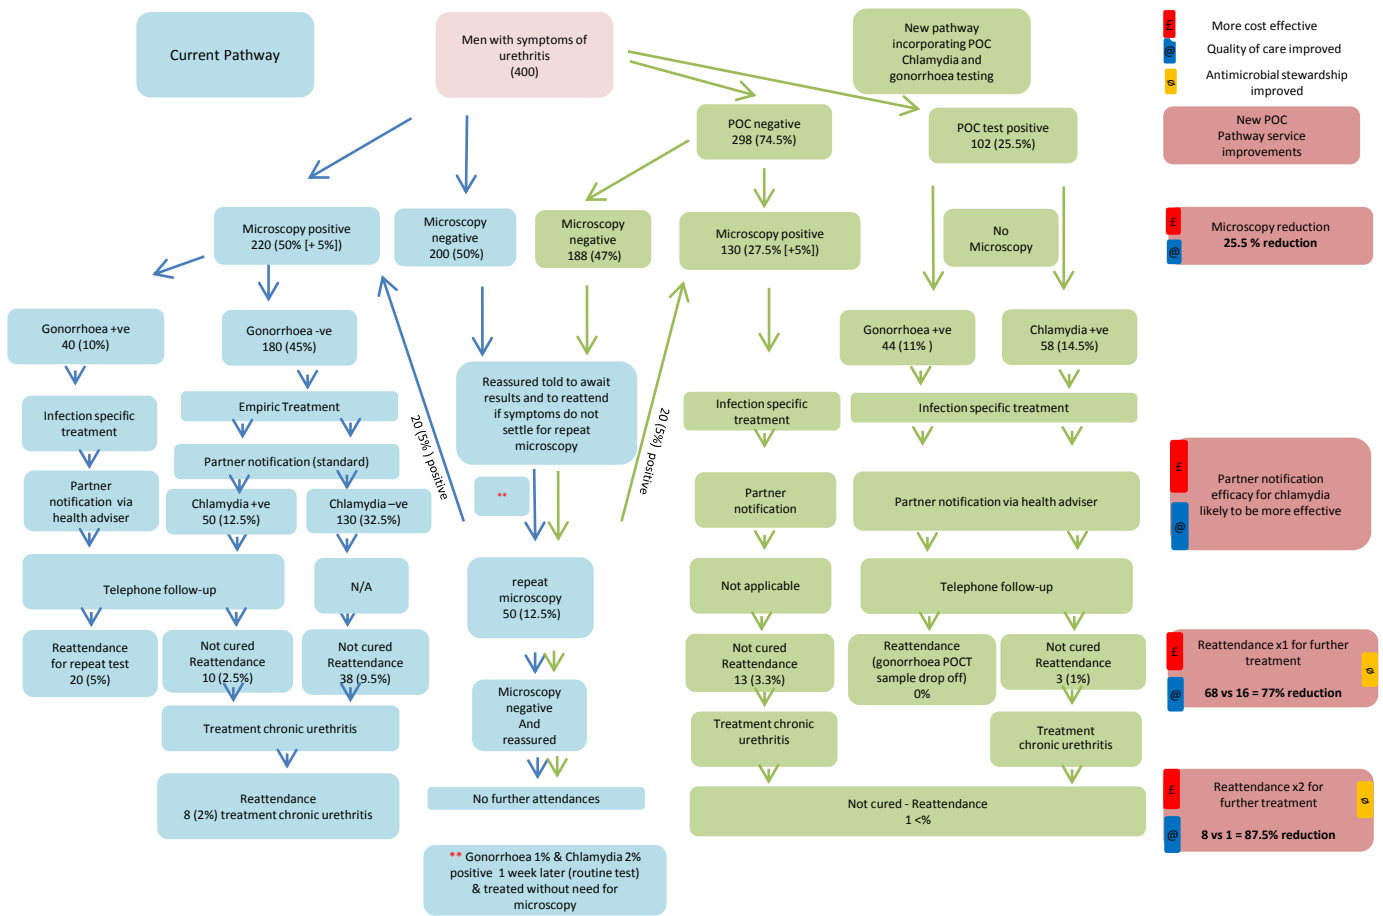 Current Pathway
Men with symptoms of
urethritis
(400)
New pathway
incorporating POC
Chlamydia and
gonorrhoea testing
£
More cost effective
@
Quality of care improved
Antimicrobial stewardship
improved
New POC
Pathway service
improvements
POC negative
298 (74.5%)
POC test positive
102 (25.5%)
Microscopy positive
220 (50% [+ 5%])
Microscopy
negative
200 (50%)
Microscopy
negative
188 (47%)
Microscopy positive
130 (27.5% [+5%])
No
Microscopy
£
@
Microscopy reduction
25.5 % reduction
Gonorrhoea +ve
40 (10%)
Gonorrhoea -ve
180 (45%)
Gonorrhoea +ve
44 (11% )
Chlamydia +ve
58 (14.5%)
Infection specific
treatment
Empiric Treatment
20 (5% ) positive
Reassured told to await
results and to reattend
if symptoms do not
settle for repeat
microscopy
20 (5%) positive
Infection specific
treatment
Infection specific treatment
Partner notification (standard)
Partner
notification via
health adviser
Chlamydia +ve
50 (12.5%)
Chlamydia –ve
130 (32.5%)
**
Partner
notification
Partner notification via health adviser
£
@
Partner notification
efficacy for chlamydia
likely to be more effective
Telephone follow-up
N/A
repeat
microscopy
50 (12.5%)
Not applicable
Telephone follow-up
Reattendance
for repeat test
20 (5%)
Not cured
Reattendance
10 (2.5%)
Not cured
Reattendance
38 (9.5%)
Not cured
Reattendance
13 (3.3%)
Reattendance
(gonorrhoea POCT
sample drop off)
0%
Not cured
Reattendance
3 (1%)
£
@
Reattendance x1 for further
treatment
68 vs 16 = 77% reduction
Treatment chronic urethritis
Microscopy
negative
And
reassured
Treatment chronic
urethritis
Treatment
chronic urethritis
Reattendance
8 (2%) treatment chronic urethritis
No further attendances
Not cured - Reattendance
1 <%
£
@
Reattendance x2 for
further treatment
8 vs 1 = 87.5% reduction
** Gonorrhoea 1% & Chlamydia 2%
positive 1 week later (routine test)
& treated without need for
microscopy